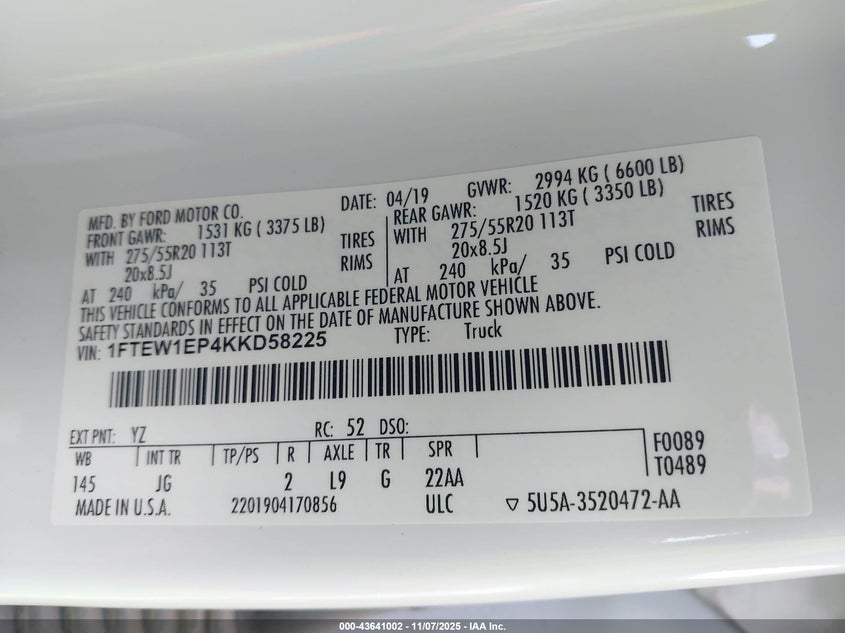 MFD. BY FORD MOTOR CO. DATE: 04/19 GVWR: 2994 KG ( 6600 LB)
FRONT GAWR: 1531 KG ( 3375 LB) REAR GAWR: 1520 KG ( 3350 LB)
WITH 275/55R20 113T TIRES WITH 275/55R20 113T TIRES
20x8.5J RIMS 20x8.5J RIMS
AT 240 kPa/ 35 PSI COLD AT 240 kPa/ 35 PSI COLD
THIS VEHICLE CONFORMS TO ALL APPLICABLE FEDERAL MOTOR VEHICLE
SAFETY STANDARDS IN EFFECT ON THE DATE OF MANUFACTURE SHOWN ABOVE.
VIN: 1FTEW1EP4KKD58225 TYPE: Truck
EXT PNT: YZ RC: 52 DSO:
WB INT TR TP/PS R AXLE TR SPR F0089
145 JG 2 L9 G 22AA T0489
MADE IN U.S.A. 2201904170856 ULC ▽ 5U5A-3520472-AA
000-43641002 | 11/07/2025 - IAA Inc.